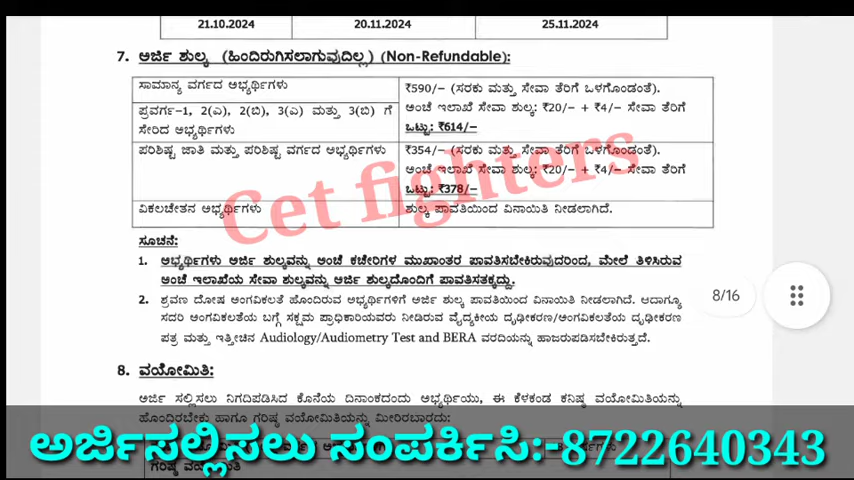 21.10.2024 20.11.2024 25.11.2024
7. ಅರ್ಜಿ ಶುಲ್ಕ (ಹಿಂದಿರುಗಿಸಲಾಗುವುದಿಲ್ಲ) (Non-Refundable):
ಸಾಮಾನ್ಯ ವರ್ಗದ ಅಭ್ಯರ್ಥಿಗಳು
ಪ್ರವರ್ಗ-1, 2(ಎ), 2(ಬಿ), 3(ಎ) ಮತ್ತು 3(ಬಿ) ಗೆ
ಸೇರಿದ ಅಭ್ಯರ್ಥಿಗಳು
₹590/- (ಸರಕು ಮತ್ತು ಸೇವಾ ತೆರಿಗೆ ಒಳಗೊಂಡಂತೆ).
ಅಂಚೆ ಇಲಾಖೆ ಸೇವಾ ಶುಲ್ಕ: ₹20/- + ₹4/- ಸೇವಾ ತೆರಿಗೆ
ಒಟ್ಟು: ₹614/-
ಪರಿಶಿಷ್ಟ ಜಾತಿ ಮತ್ತು ಪರಿಶಿಷ್ಟ ವರ್ಗದ ಅಭ್ಯರ್ಥಿಗಳು
₹354/- (ಸರಕು ಮತ್ತು ಸೇವಾ ತೆರಿಗೆ ಒಳಗೊಂಡಂತೆ).
ಅಂಚೆ ಇಲಾಖೆ ಸೇವಾ ಶುಲ್ಕ: ₹20/- + ₹4/- ಸೇವಾ ತೆರಿಗೆ
ಒಟ್ಟು: ₹378/-
ವಿಕಲಚೇತನ ಅಭ್ಯರ್ಥಿಗಳು
ಶುಲ್ಕ ಪಾವತಿಯಿಂದ ವಿನಾಯಿತಿ ನೀಡಲಾಗಿದೆ.
Cet fighters
ಸೂಚನೆ:
1. ಅಭ್ಯರ್ಥಿಗಳು ಅರ್ಜಿ ಶುಲ್ಕವನ್ನು ಅಂಚೆ ಕಚೇರಿಗಳ ಮುಖಾಂತರ ಪಾವತಿಸಬೇಕಿರುವುದರಿಂದ, ಮೇಲೆ ತಿಳಿಸಿರುವ
ಅಂಚೆ ಇಲಾಖೆಯ ಸೇವಾ ಶುಲ್ಕವನ್ನು ಅರ್ಜಿ ಶುಲ್ಕದೊಂದಿಗೆ ಪಾವತಿಸತಕ್ಕದ್ದು.
2. ಶ್ರವಣ ದೋಷ ಅಂಗವಿಕಲತೆ ಹೊಂದಿರುವ ಅಭ್ಯರ್ಥಿಗಳಿಗೆ ಅರ್ಜಿ ಶುಲ್ಕ ಪಾವತಿಯಿಂದ ವಿನಾಯಿತಿ ನೀಡಲಾಗಿದೆ. ಆದಾಗ್ಯೂ
ಸದರಿ ಅಂಗವಿಕಲತೆಯ ಬಗ್ಗೆ ಸಕ್ಷಮ ಪ್ರಾಧಿಕಾರಿಯವರು ನೀಡಿರುವ ವೈದ್ಯಕೀಯ ದೃಢೀಕರಣ/ಅಂಗವಿಕಲತೆಯ ದೃಢೀಕರಣ
ಪತ್ರ ಮತ್ತು ಇತ್ತೀಚಿನ Audiology/Audiometry Test and BERA ವರದಿಯನ್ನು ಹಾಜರುಪಡಿಸಬೇಕಿರುತ್ತದೆ.
8/16
8. ವಯೋಮಿತಿ:
ಅರ್ಜಿ ಸಲ್ಲಿಸಲು ನಿಗದಿಪಡಿಸಿದ ಕೊನೆಯ ದಿನಾಂಕದಂದು ಅಭ್ಯರ್ಥಿಯು, ಈ ಕೆಳಕಂಡ ಕನಿಷ್ಠ ವಯೋಮಿತಿಯನ್ನು
ಹೊಂದಿರಬೇಕು ಹಾಗೂ ಗರಿಷ್ಠ ವಯೋಮಿತಿಯನ್ನು ಮೀರಿರಬಾರದು:
ಅರ್ಜಿಸಲ್ಲಿಸಲು ಸಂಪರ್ಕಿಸಿ:-8722640343
ಗರಿಷ್ಠ ವಯೋಮಿತಿ